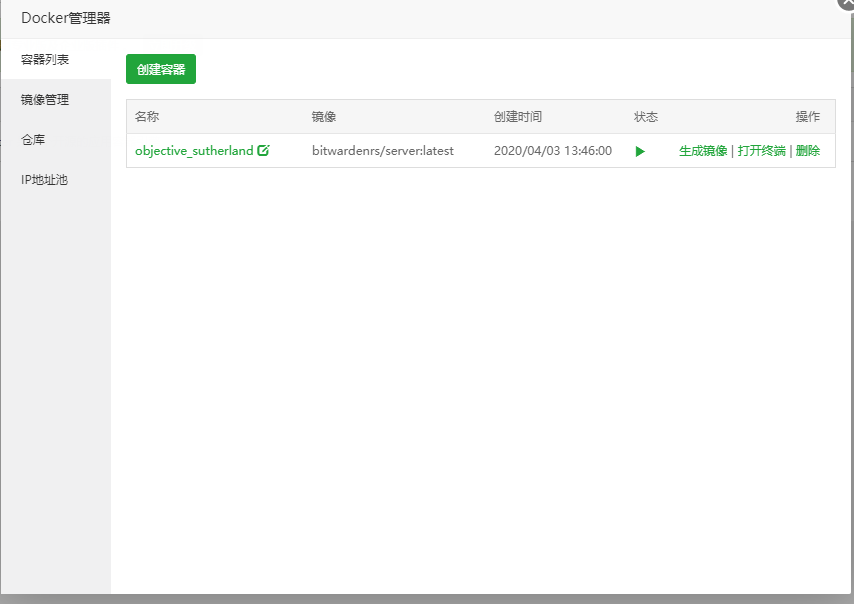 Docker管理器
容器列表
镜像管理
仓库
IP地址池
创建容器
名称 镜像 创建时间 状态 操作
objective_sutherland bitwardenrs/server:latest 2020/04/03 13:46:00 生成镜像 | 打开终端 | 删除